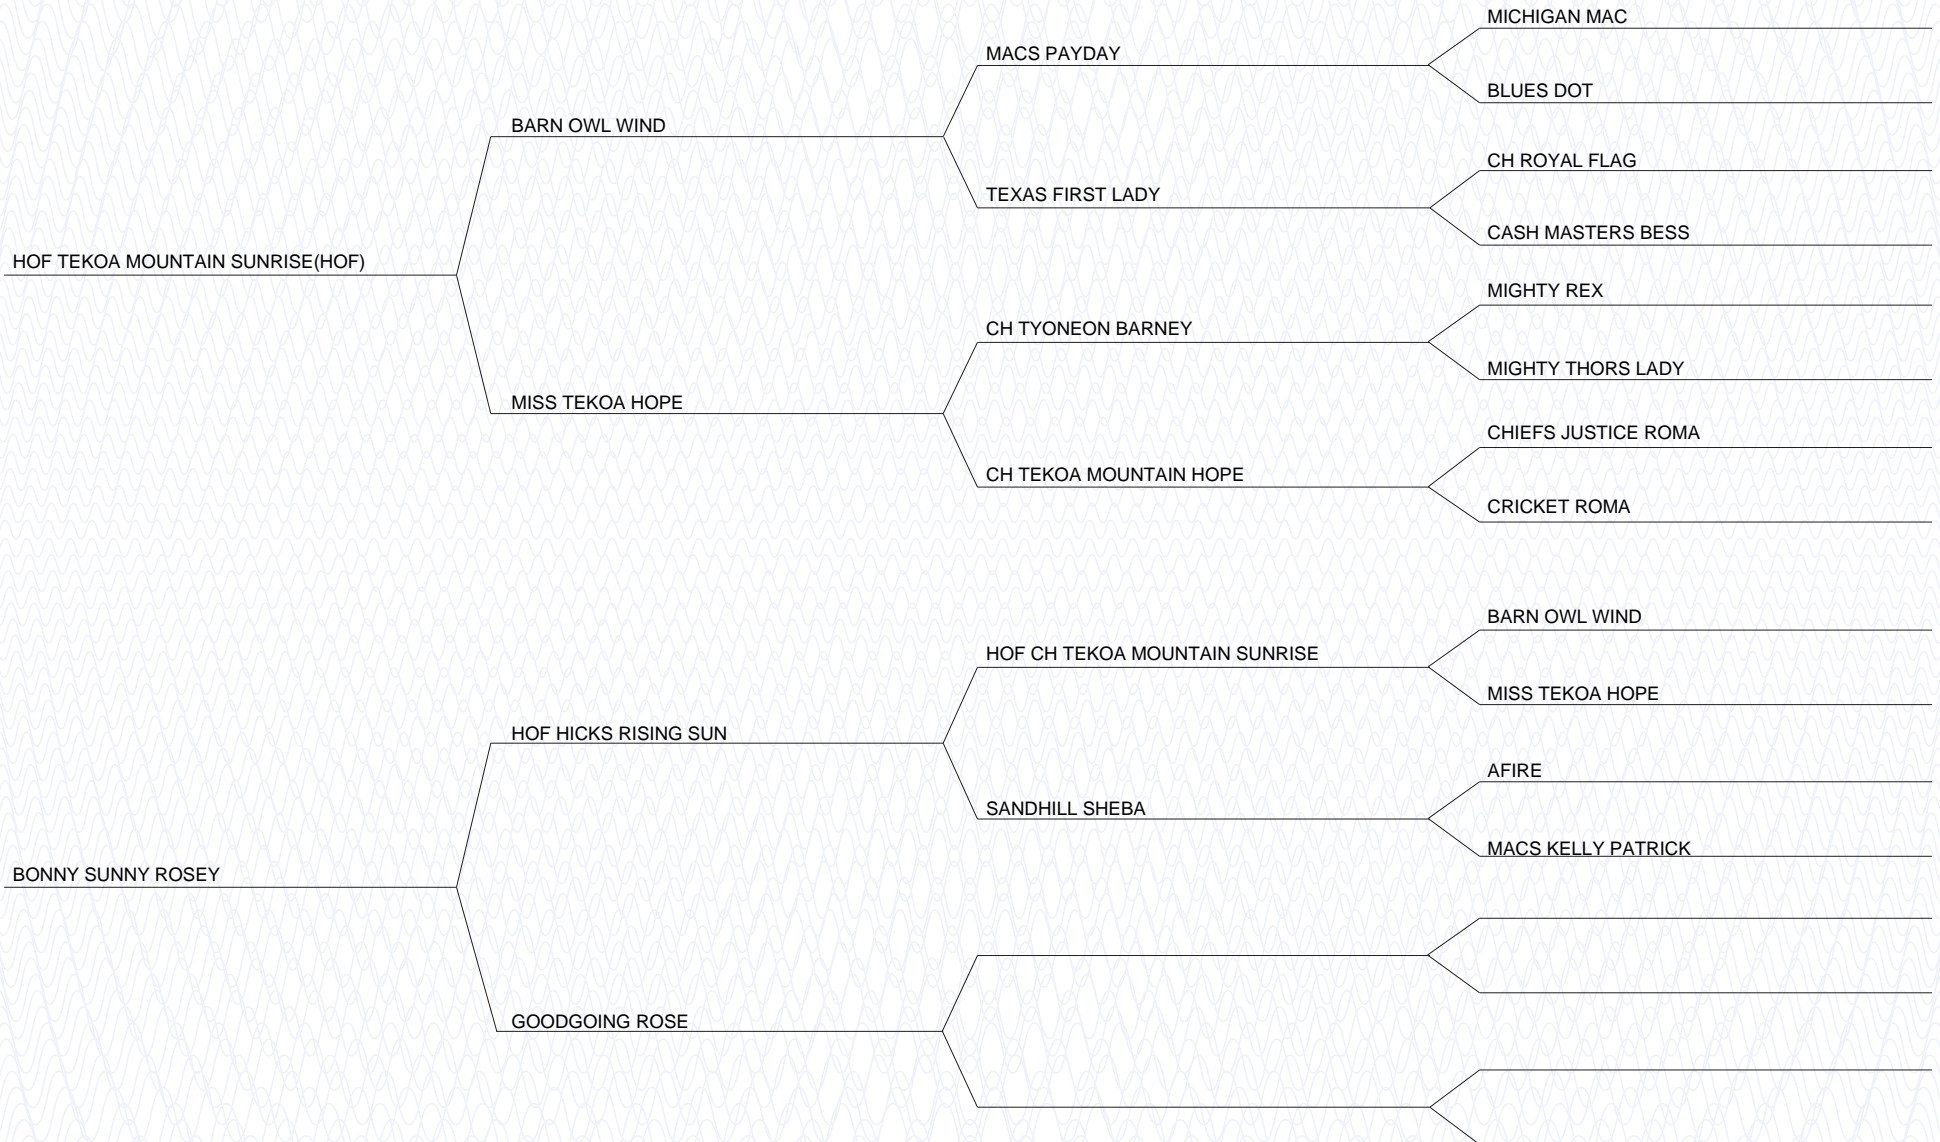 MICHIGAN MAC
MACS PAYDAY
BLUES DOT
BARN OWL WIND
CH ROYAL FLAG
TEXAS FIRST LADY
CASH MASTERS BESS
HOF TEKOA MOUNTAIN SUNRISE(HOF)
MIGHTY REX
CH TYONEON BARNEY
MIGHTY THORS LADY
MISS TEKOA HOPE
CHIEFS JUSTICE ROMA
CH TEKOA MOUNTAIN HOPE
CRICKET ROMA
BARN OWL WIND
HOF CH TEKOA MOUNTAIN SUNRISE
MISS TEKOA HOPE
HOF HICKS RISING SUN
AFIRE
SANDHILL SHEBA
MACS KELLY PATRICK
BONNY SUNNY ROSEY
GOODGOING ROSE